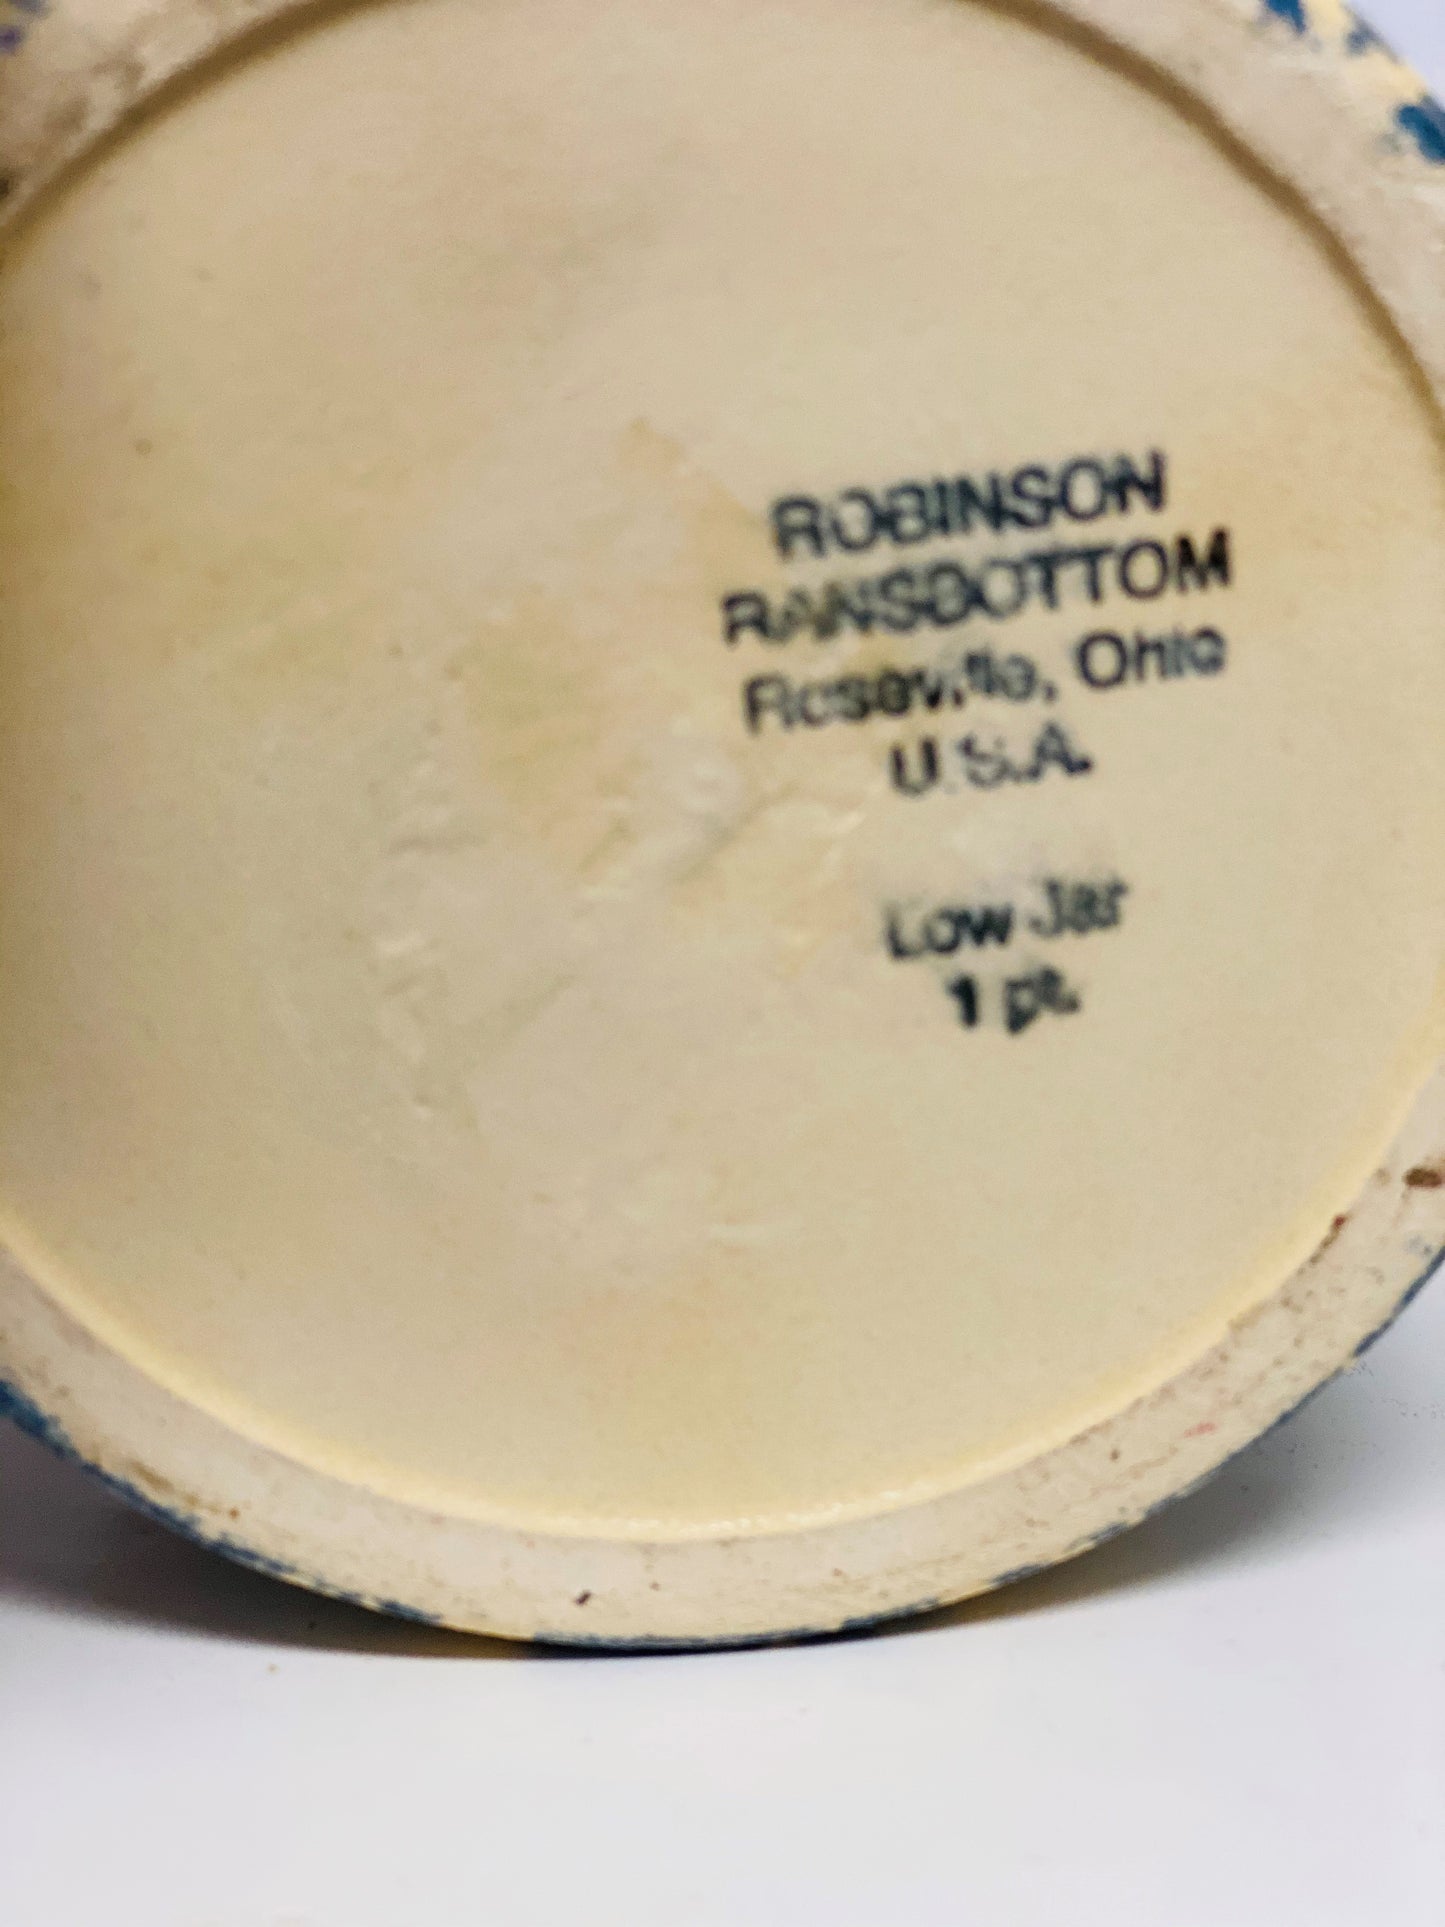 ROBINSON
RANSBOTTOM
Roseville, Ohio
U.S.A.
Low Jar
1 pt.